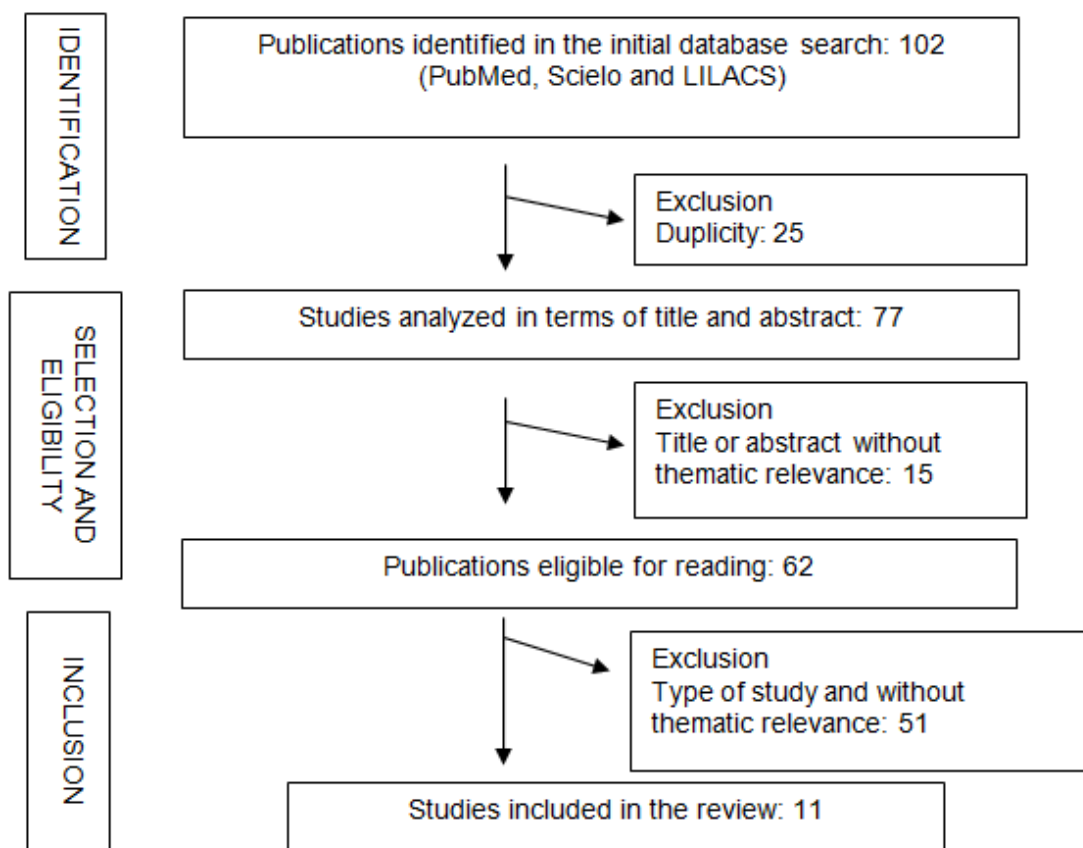 IDENTIFICATION
Publications identified in the initial database search: 102
(PubMed, Scielo and LILACS)
Exclusion
Duplicity: 25
SELECTION AND
ELIGIBILITY
Studies analyzed in terms of title and abstract: 77
Exclusion
Title or abstract without
thematic relevance: 15
Publications eligible for reading: 62
INCLUSION
Exclusion
Type of study and without
thematic relevance: 51
Studies included in the review: 11